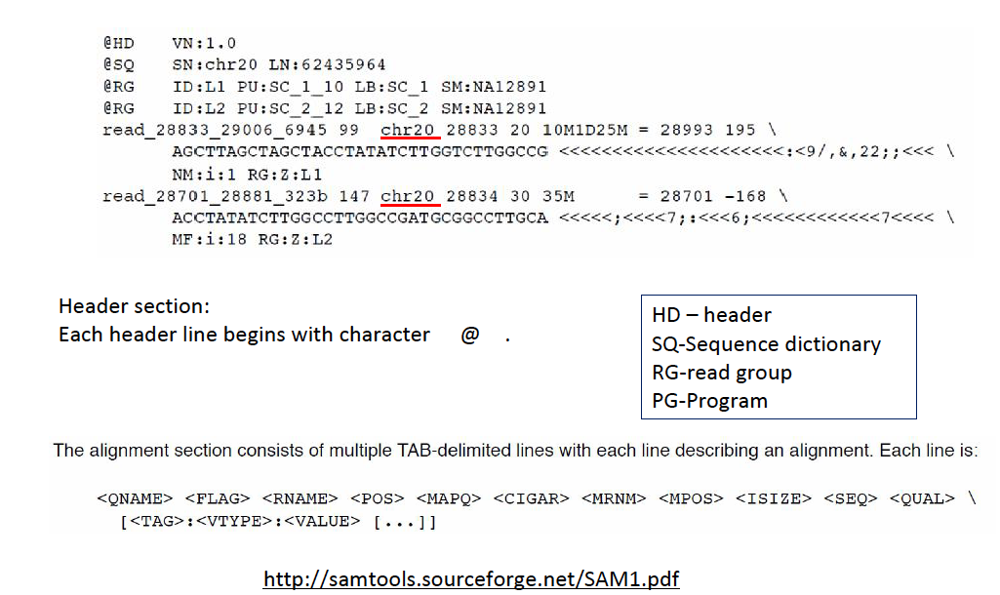 @HD VN:1.0
@SQ SN:chr20 LN:62435964
@RG ID:L1 PU:SC_1_10 LB:SC_1 SM:NA12891
@RG ID:L2 PU:SC_2_12 LB:SC_2 SM:NA12891
read_28833_29006_6945 99 chr20 28833 20 10M1D25M = 28993 195 \
AGCTTAGCTAGCTACCTATATCTTGGTCTTGGCCG <<<<<<<<<<<<<<<<<<<<<:<9/,&,22;;<<< \
NM:i:1 RG:Z:L1
read_28701_28881_323b 147 chr20 28834 30 35M = 28701 -168 \
ACCTATATCTTGGCCTTGGCCGATGCGGCCTTGCA <<<<<;<<<<7;:<<<6;<<<<<<<<<<<<7<<<< \
MF:i:18 RG:Z:L2
Header section:
Each header line begins with character @ .
HD – header
SQ-Sequence dictionary
RG-read group
PG-Program
The alignment section consists of multiple TAB-delimited lines with each line describing an alignment. Each line is:
<QNAME> <FLAG> <RNAME> <POS> <MAPQ> <CIGAR> <MRNM> <MPOS> <ISIZE> <SEQ> <QUAL> \
[<TAG>:<VTYPE>:<VALUE> [...]]
http://samtools.sourceforge.net/SAM1.pdf